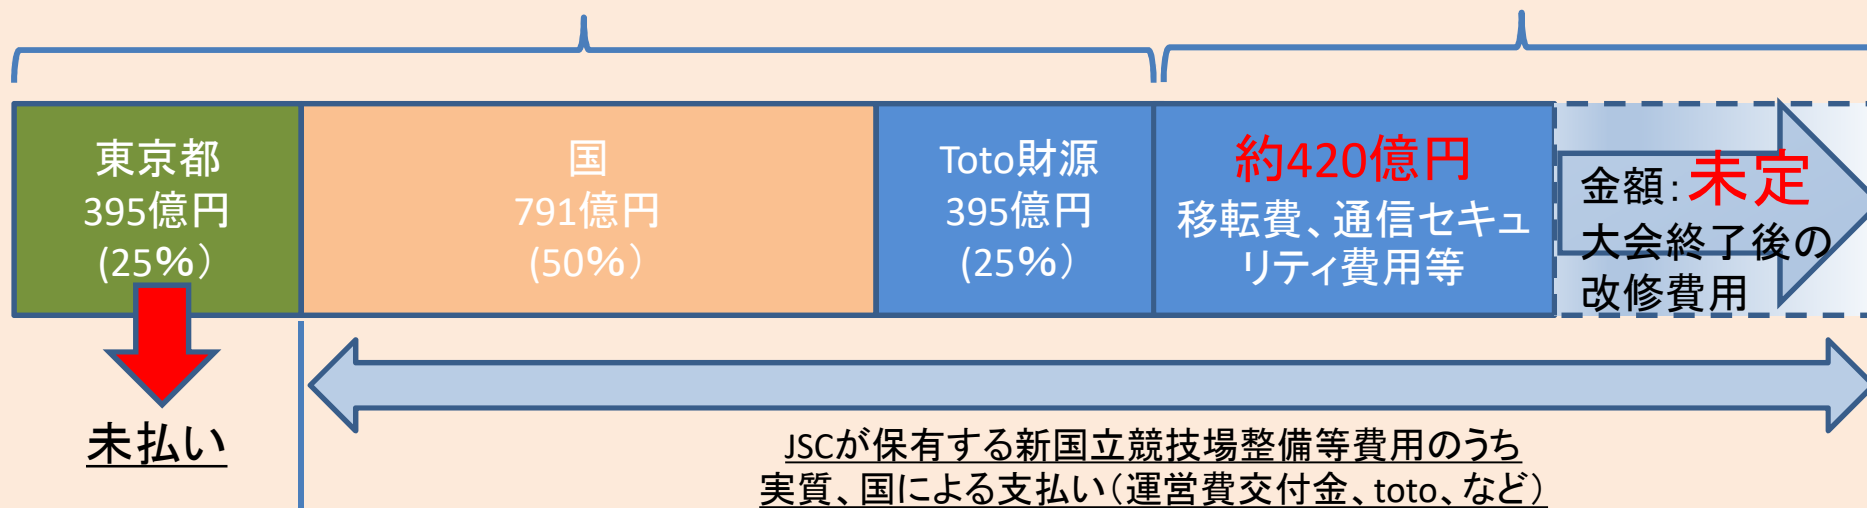 東京都
395億円
(25%)
国
791億円
(50%)
Toto財源
395億円
(25%)
約420億円
移転費、通信セキュ
リティ費用等
金額：未定
大会終了後の
改修費用
未払い
JSCが保有する新国立競技場整備等費用のうち
実質、国による支払い（運営費交付金、toto、など）